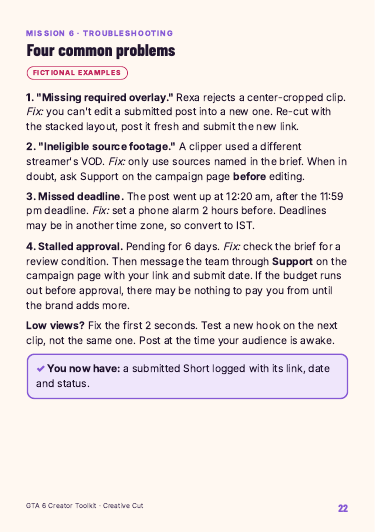 MISSION 6 · TROUBLESHOOTING
Four common problems
FICTIONAL EXAMPLES
1. "Missing required overlay." Rexa rejects a center-cropped clip.
Fix: you can't edit a submitted post into a new one. Re-cut with
the stacked layout, post it fresh and submit the new link.
2. "Ineligible source footage." A clipper used a different
streamer's VOD. Fix: only use sources named in the brief. When in
doubt, ask Support on the campaign page before editing.
3. Missed deadline. The post went up at 12:20 am, after the 11:59
pm deadline. Fix: set a phone alarm 2 hours before. Deadlines
may be in another time zone, so convert to IST.
4. Stalled approval. Pending for 6 days. Fix: check the brief for a
review condition. Then message the team through Support on the
campaign page with your link and submit date. If the budget runs
out before approval, there may be nothing to pay you from until
the brand adds more.
Low views? Fix the first 2 seconds. Test a new hook on the next
clip, not the same one. Post at the time your audience is awake.
✔ You now have: a submitted Short logged with its link, date
and status.
GTA 6 Creator Toolkit · Creative Cut
22